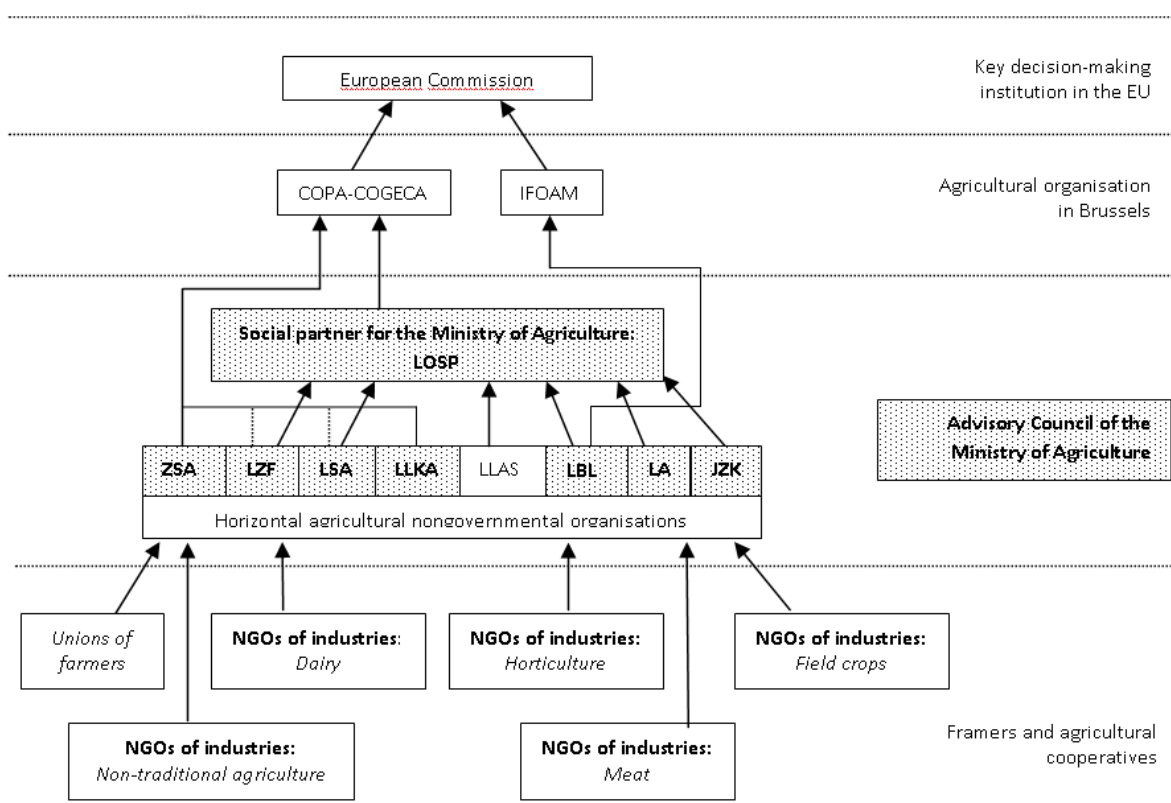 European Commission
Key decision-making
institution in the EU
COPA-COGECA
IFOAM
Agricultural organisation
in Brussels
Social partner for the Ministry of Agriculture:
LOSP
Advisory Council of the
Ministry of Agriculture
ZSA LZF LSA LLKA LLAS LBL LA JZK
Horizontal agricultural nongovernmental organisations
Unions of
farmers
NGOs of industries:
Dairy
NGOs of industries:
Horticulture
NGOs of industries:
Field crops
NGOs of industries:
Non-traditional agriculture
NGOs of industries:
Meat
Framers and agricultural
cooperatives